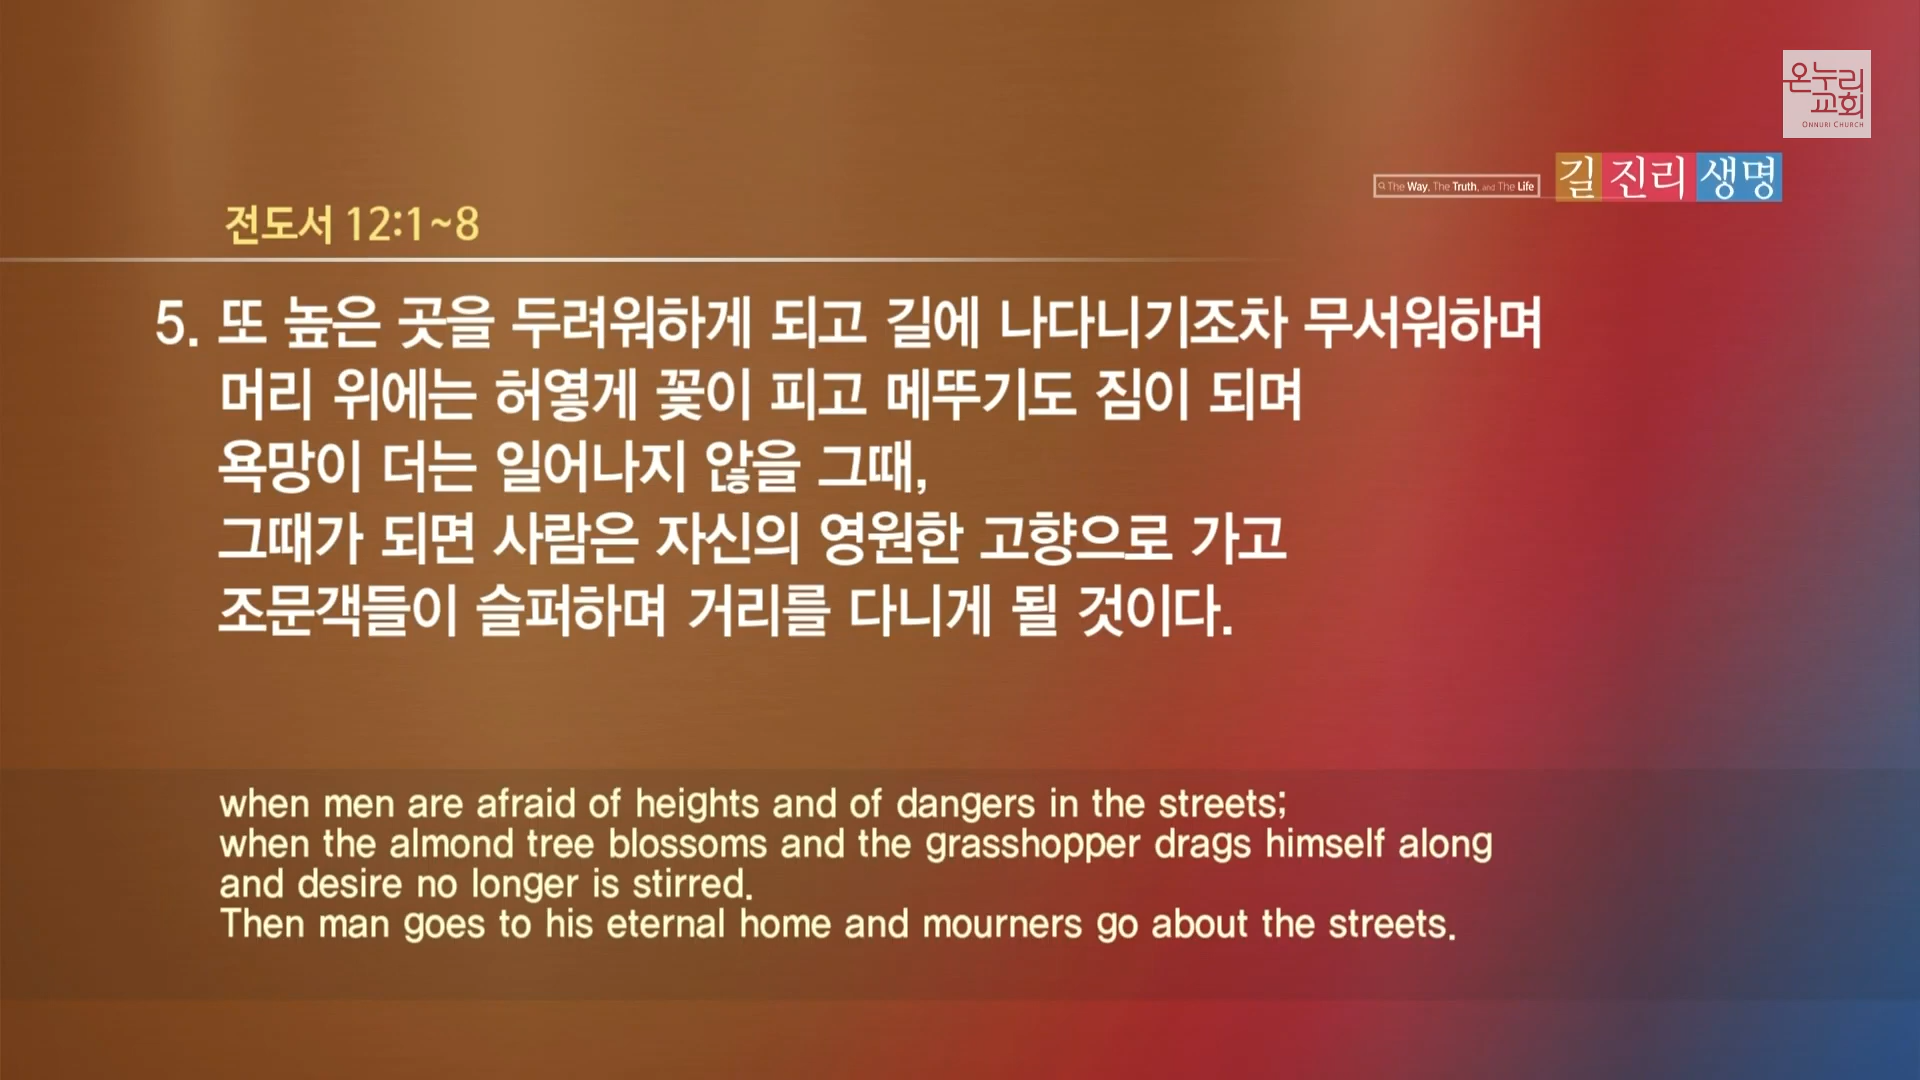 온누리
교회
ONNURI CHURCH
The Way, The Truth, and The Life
길 진리 생명
전도서 12:1~8
5. 또 높은 곳을 두려워하게 되고 길에 나다니기조차 무서워하며
머리 위에는 허옇게 꽃이 피고 메뚜기도 짐이 되며
욕망이 더는 일어나지 않을 그때,
그때가 되면 사람은 자신의 영원한 고향으로 가고
조문객들이 슬퍼하며 거리를 다니게 될 것이다.
when men are afraid of heights and of dangers in the streets;
when the almond tree blossoms and the grasshopper drags himself along
and desire no longer is stirred.
Then man goes to his eternal home and mourners go about the streets.